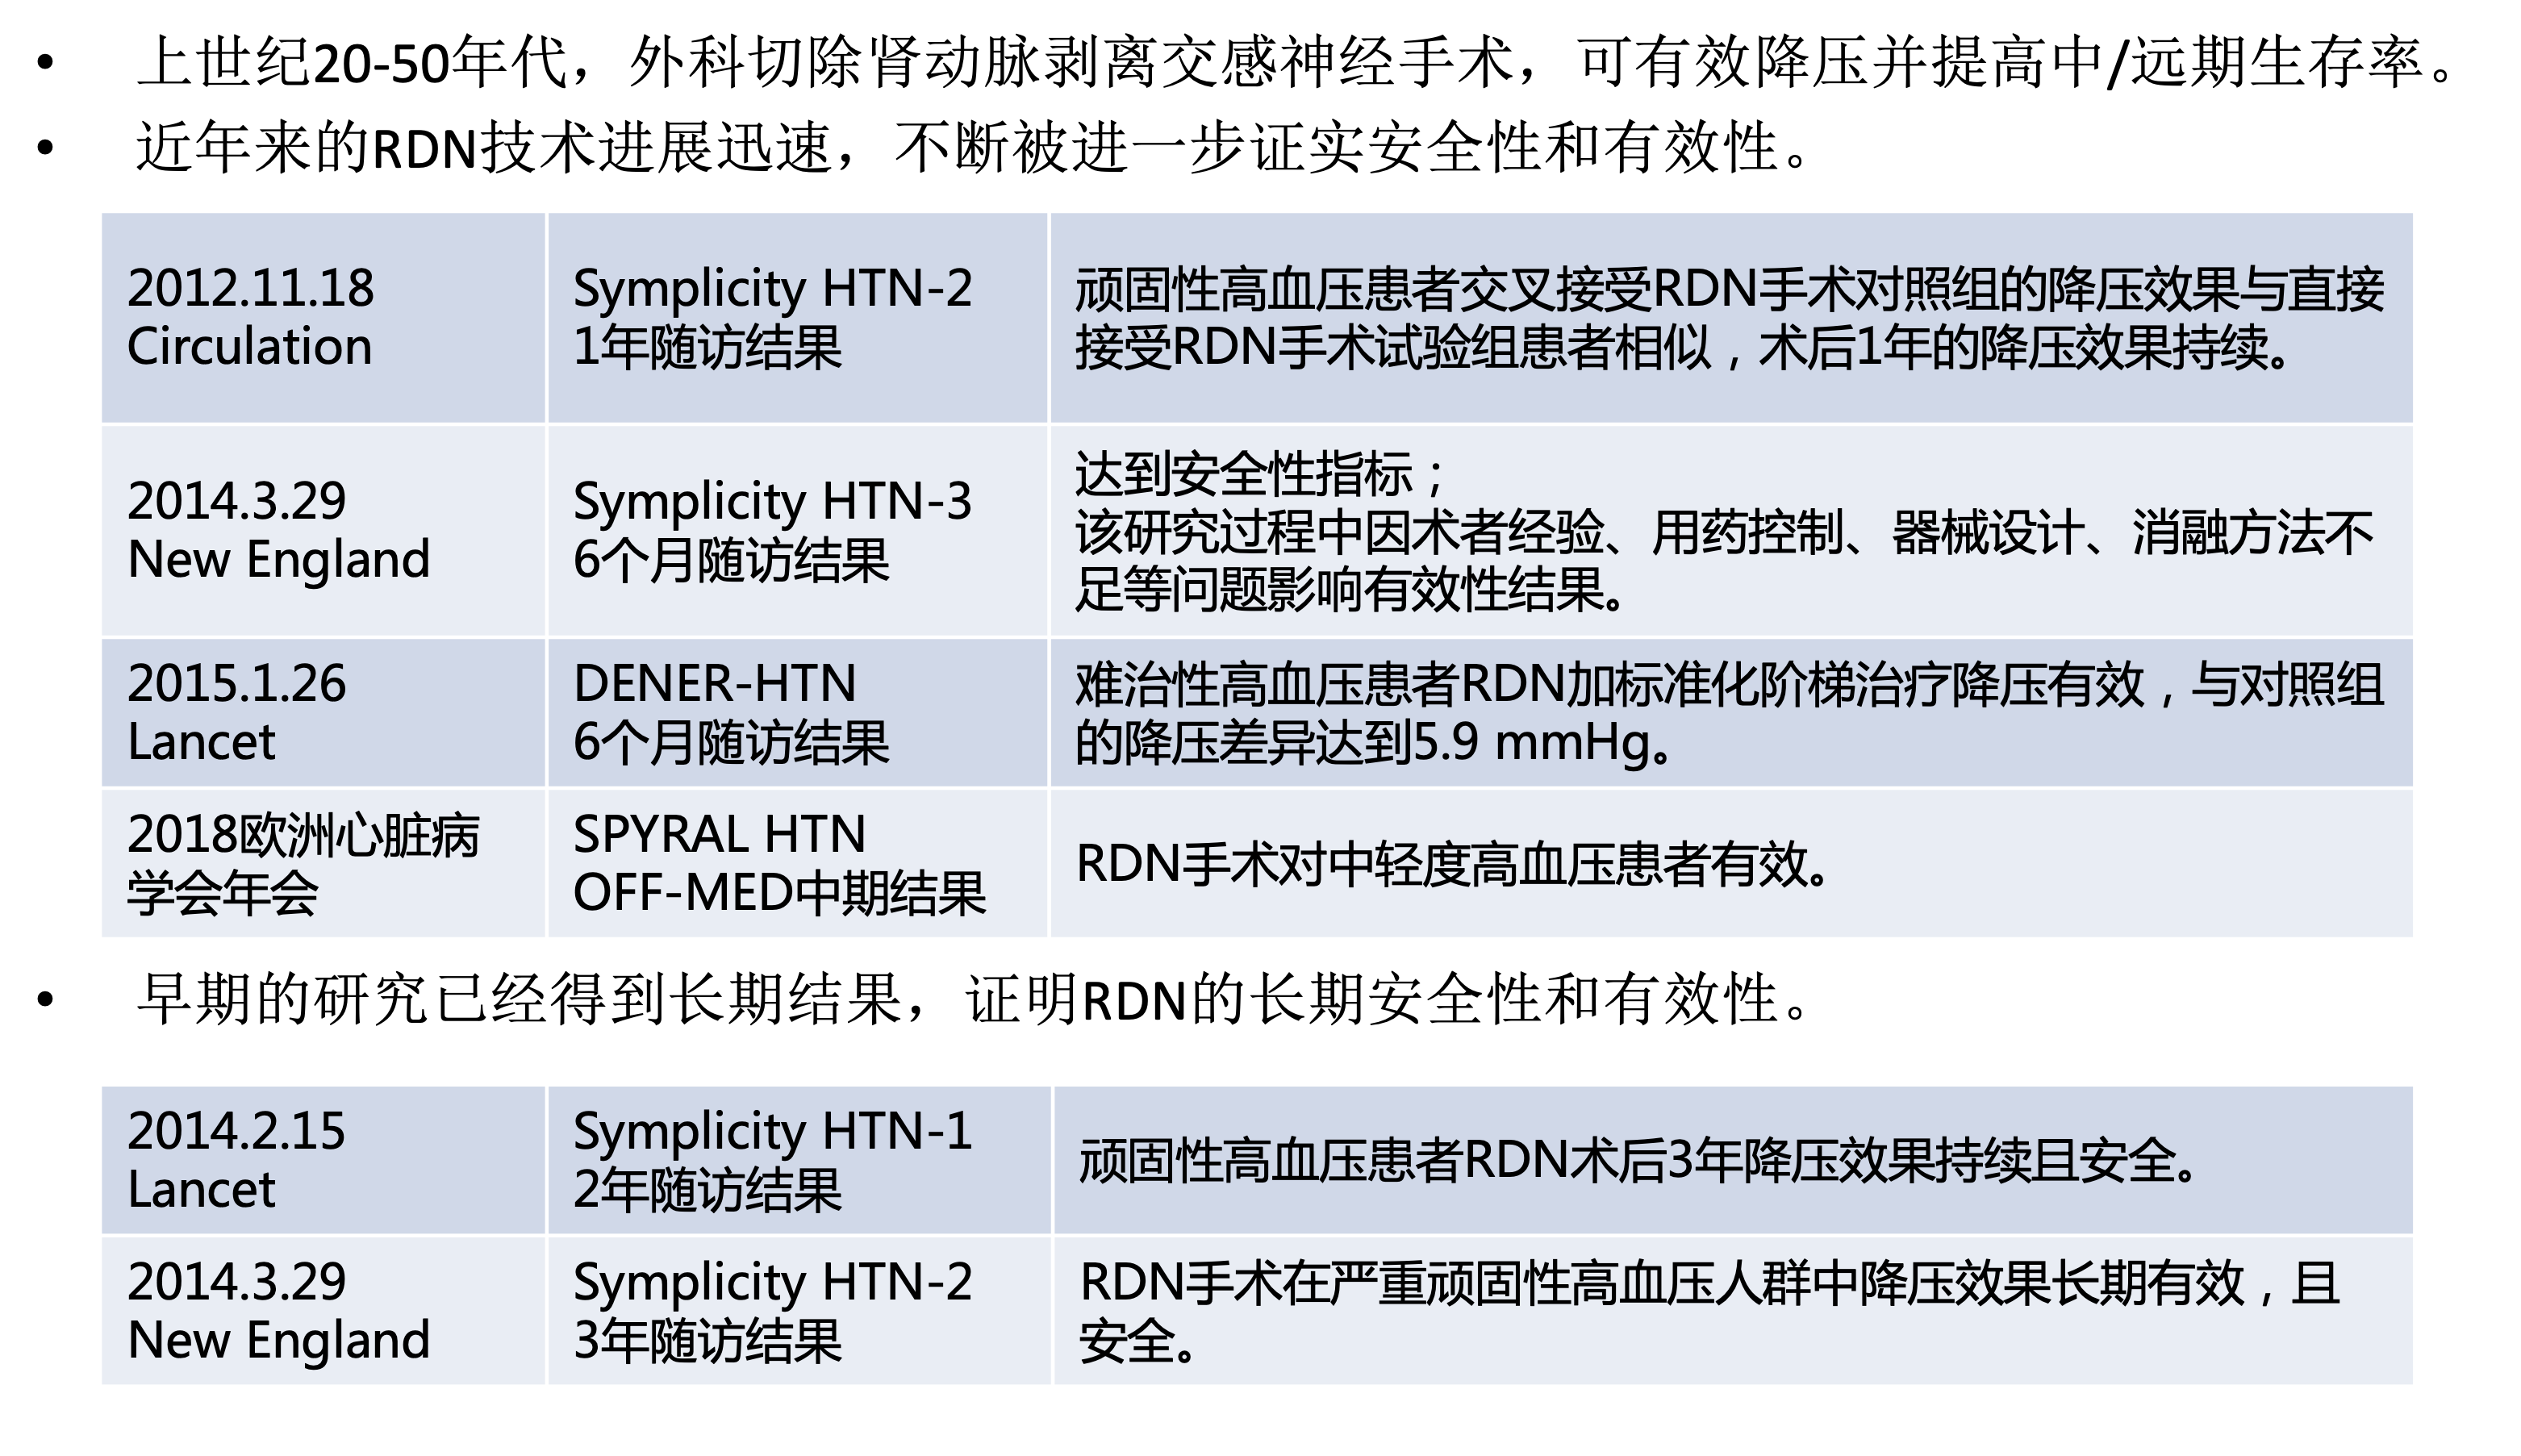 • 上世纪20-50年代，外科切除肾动脉剥离交感神经手术，可有效降压并提高中/远期生存率。
• 近年来的RDN技术进展迅速，不断被进一步证实安全性和有效性。
2012.11.18
Circulation
Symplicity HTN-2
1年随访结果
顽固性高血压患者交叉接受RDN手术对照组的降压效果与直接
接受RDN手术试验组患者相似，术后1年的降压效果持续。
2014.3.29
New England
Symplicity HTN-3
6个月随访结果
达到安全性指标；
该研究过程中因术者经验、用药控制、器械设计、消融方法不
足等问题影响有效性结果。
2015.1.26
Lancet
DENER-HTN
6个月随访结果
难治性高血压患者RDN加标准化阶梯治疗降压有效，与对照组
的降压差异达到5.9 mmHg。
2018欧洲心脏病
学会年会
SPYRAL HTN
OFF-MED中期结果
RDN手术对中轻度高血压患者有效。
• 早期的研究已经得到长期结果，证明RDN的长期安全性和有效性。
2014.2.15
Lancet
Symplicity HTN-1
2年随访结果
顽固性高血压患者RDN术后3年降压效果持续且安全。
2014.3.29
New England
Symplicity HTN-2
3年随访结果
RDN手术在严重顽固性高血压人群中降压效果长期有效，且
安全。